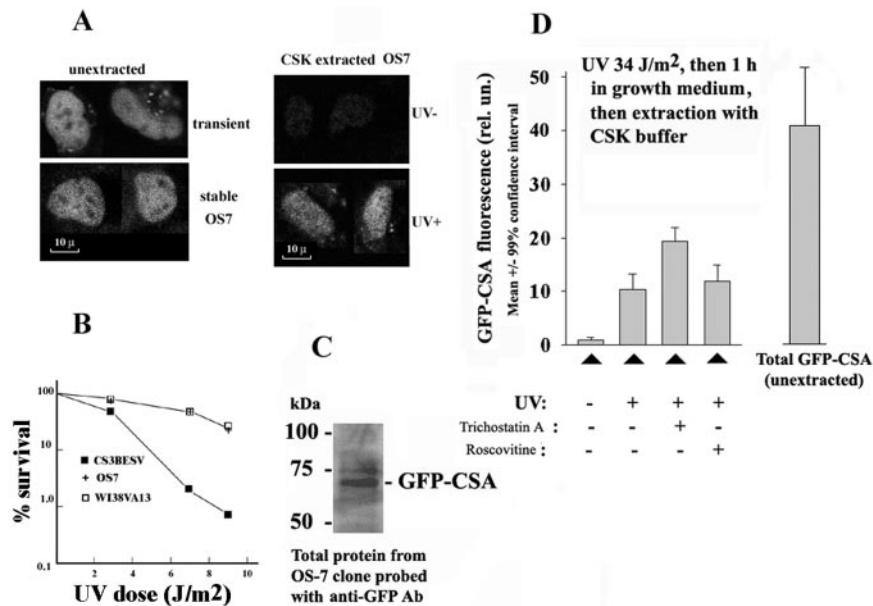 A
unextracted
transient
stable
OS7
10 μ
CSK extracted OS7
UV-
UV+
10 μ
B
100
10
1.0
0.1
% survival
CS3BESV
OS7
WI38VA13
2 4 6 8 10
UV dose (J/m2)
C
kDa
100 -
75 -
50 -
- GFP-CSA
Total protein from
OS-7 clone probed
with anti-GFP Ab
D
UV 34 J/m², then 1 h
in growth medium,
then extraction with
CSK buffer
GFP-CSA fluorescence (rel. un.)
Mean +/- 99% confidence interval
50
40
30
20
10
0
Total GFP-CSA
(unextracted)
UV: - + + +
Trichostatin A : - - + -
Roscovitine : - - - +